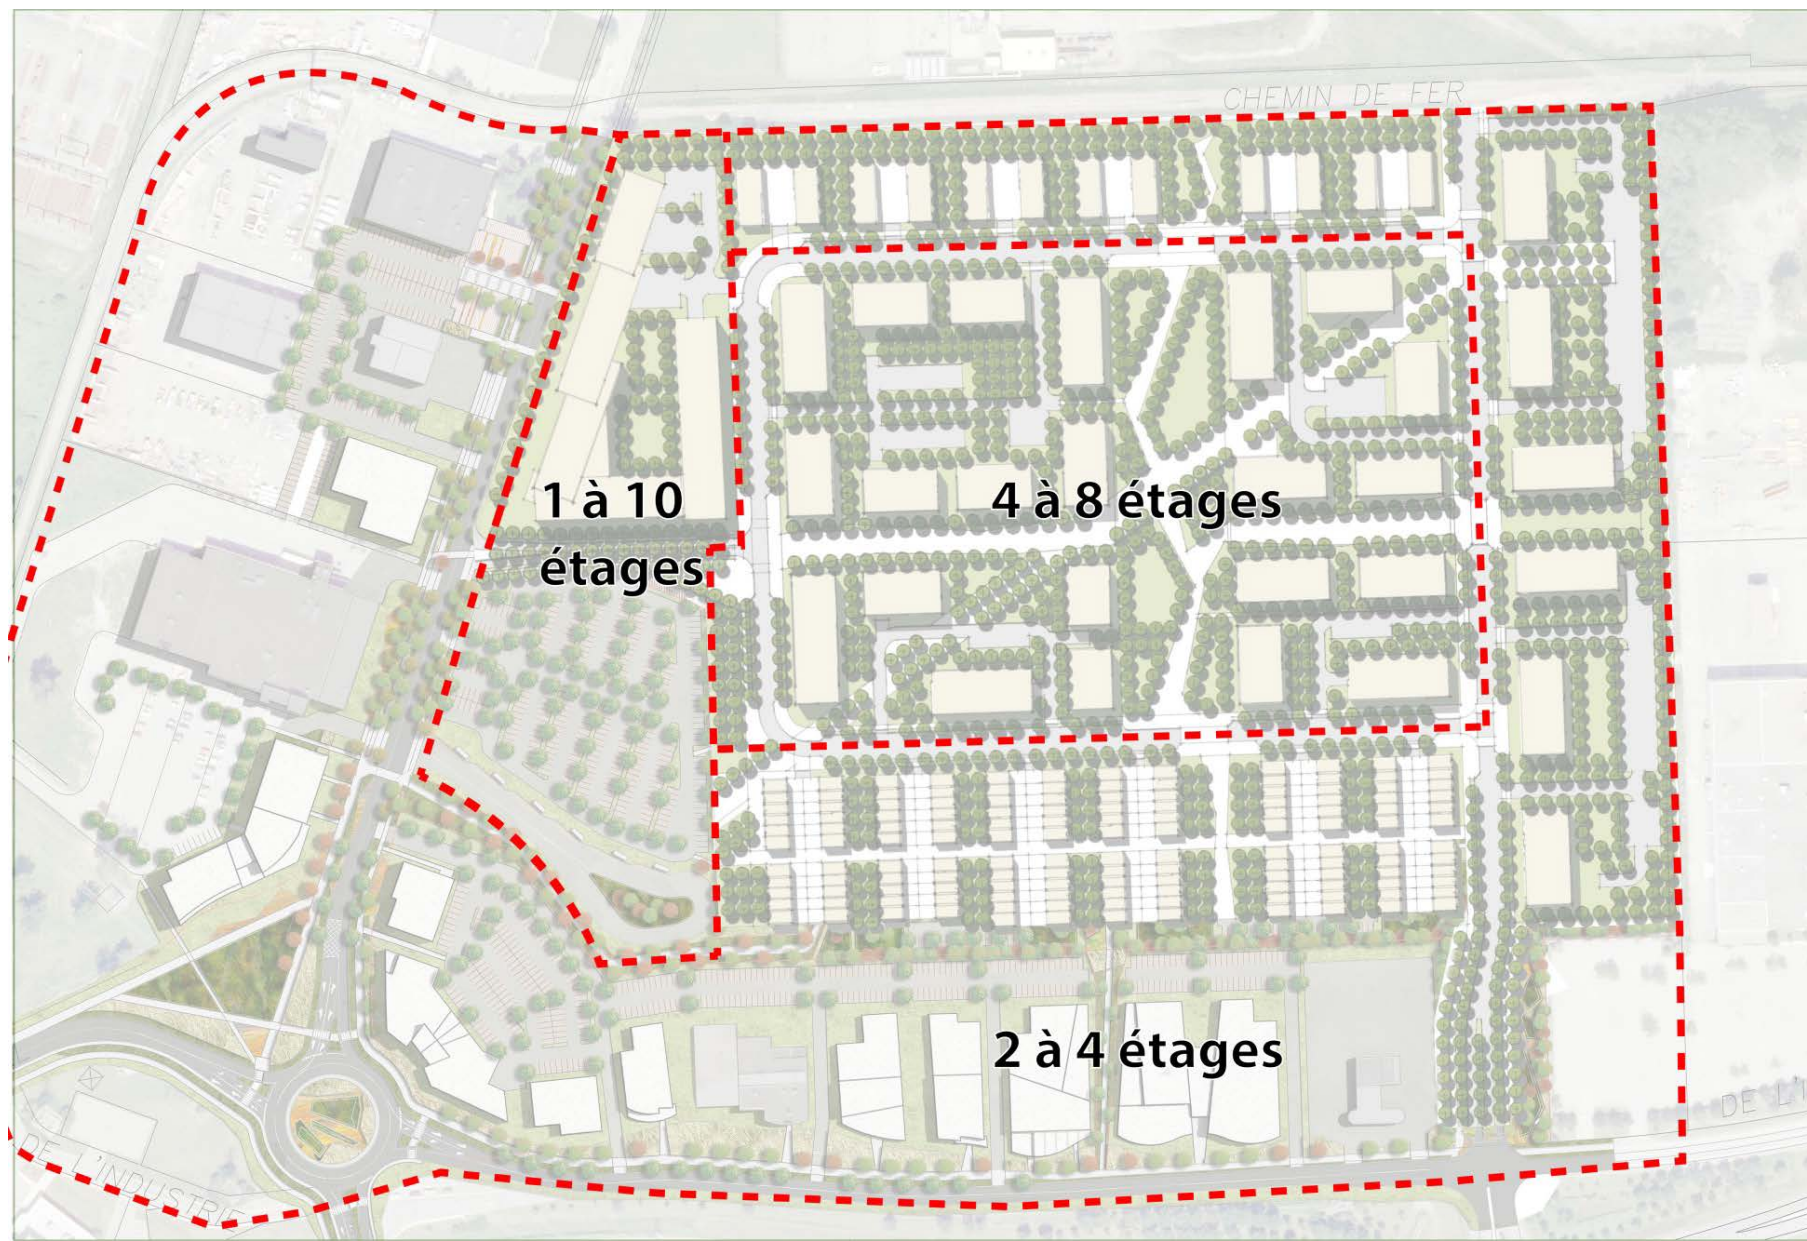 CHEMIN DE FER
1 à 10
étages
4 à 8 étages
2 à 4 étages
DE L'I
DE L'INDUSTRIE